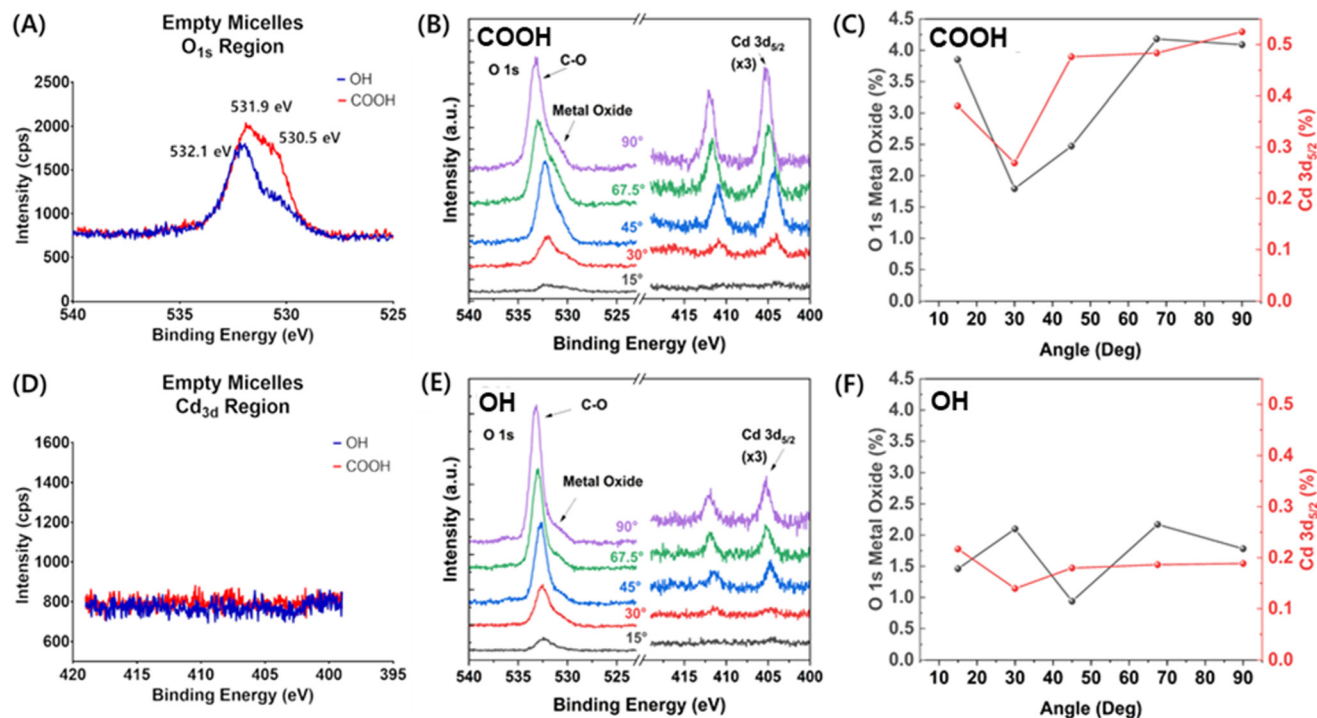 (A)
Empty Micelles
O1s Region
OH
COOH
531.9 eV
530.5 eV
532.1 eV
Intensity (cps)
2500
2000
1500
1000
500
0
540
535
530
525
Binding Energy (eV)
(B)
COOH
O 1s
C-O
Metal Oxide
Cd 3d5/2
(x3)
90°
67.5°
45°
30°
15°
Intensity (a.u.)
540 535 530 525 415 410 405 400
Binding Energy (eV)
(C)
COOH
O 1s Metal Oxide (%)
4.5
4.0
3.5
3.0
2.5
2.0
1.5
1.0
0.5
0.0
10 20 30 40 50 60 70 80 90
Angle (Deg)
0.5
0.4
0.3
0.2
0.1
0.0
Cd 3d5/2 (%)
(D)
Empty Micelles
Cd3d Region
OH
COOH
Intensity (cps)
1600
1400
1200
1000
800
600
420 415 410 405 400 395
Binding Energy (eV)
(E)
OH
O 1s
C-O
Metal Oxide
Cd 3d5/2
(x3)
90°
67.5°
45°
30°
15°
Intensity (a.u.)
540 535 530 525 415 410 405 400
Binding Energy (eV)
(F)
OH
O 1s Metal Oxide (%)
4.5
4.0
3.5
3.0
2.5
2.0
1.5
1.0
0.5
0.0
10 20 30 40 50 60 70 80 90
Angle (Deg)
0.5
0.4
0.3
0.2
0.1
0.0
Cd 3d5/2 (%)